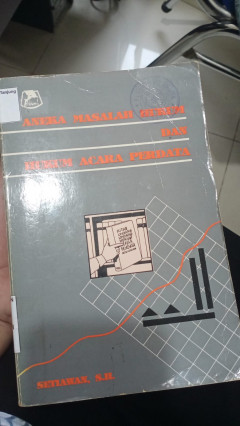 ANEKA MASALAH HUKUM
DAN
HUKUM ACARA PERDATA
SETIAWAN, S.H.